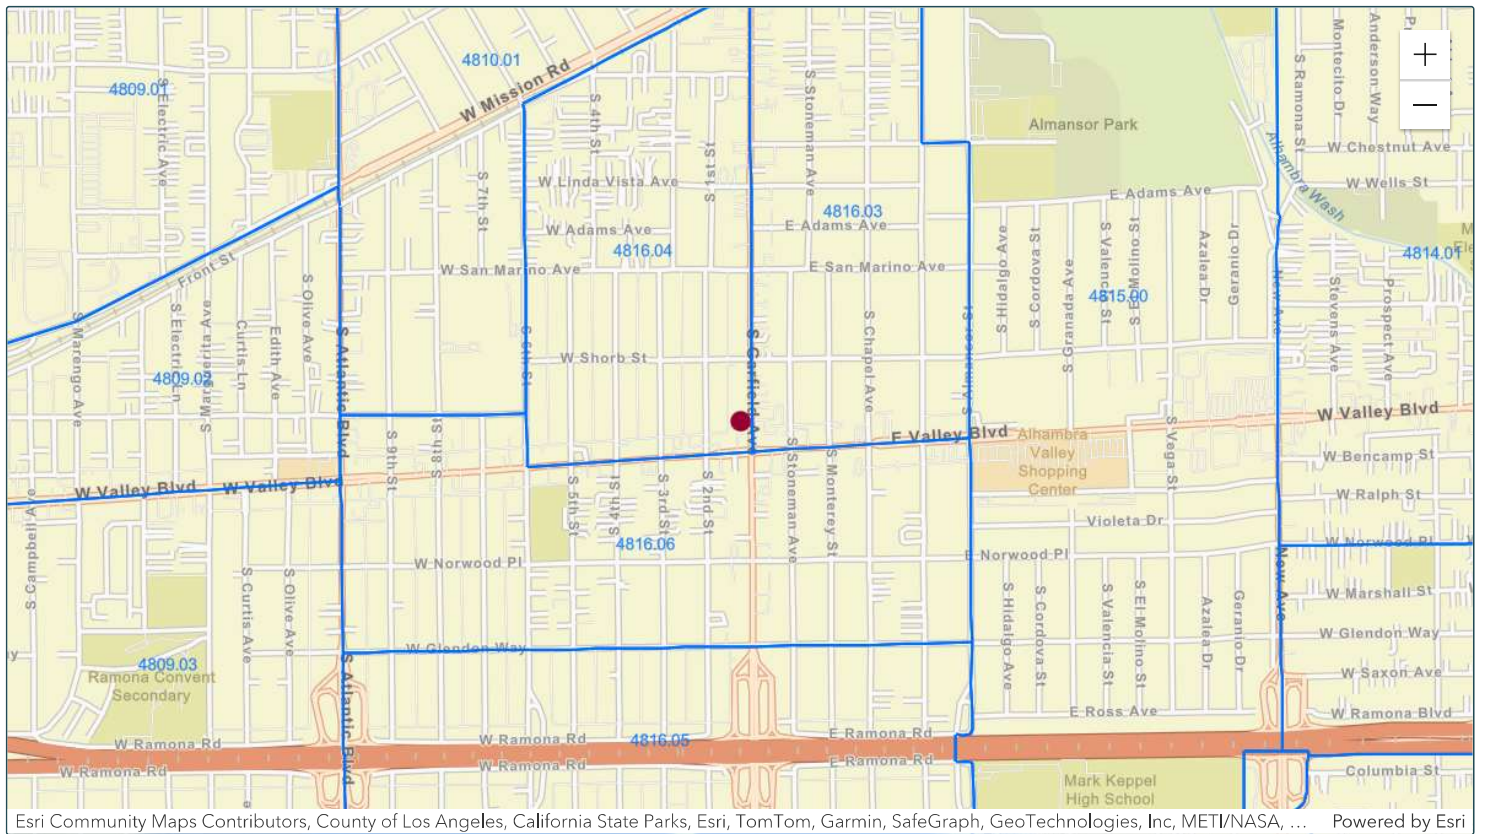 4810.01
4809.01
W Mission Rd
S Electric Ave
S 4th St
S Stoneman Ave
Almansor Park
S Ramona St
Montecito Dr
Anderson Way
+
−
W Chestnut Ave
W Wells St
Alhambra Wash
S 7th St
W Linda Vista Ave
S 1st St
E Adams Ave
4816.03
E Adams Ave
W Adams Ave
4816.04
4814.01
Front St
W San Marino Ave
E San Marino Ave
S Hidalgo Ave
S Cordova St
S Granada Ave
S Valencia St
S El Molino St
Azalea Dr
Geranio Dr
4815.00
New Ave
Stevens Ave
Prospect Ave
S Marengo Ave
S Electric Ln
S Margarita Ave
Curtis Ln
Edith Ave
S Olive Ave
S Atlantic Blvd
S 6th St
W Shorb St
S Garfield Ave
S Chapel Ave
S Almansor St
4809.02
W Valley Blvd
E Valley Blvd
Alhambra
Valley
Shopping
Center
S Vega St
W Bencamp St
W Ralph St
S 9th St
S 8th St
W Valley Blvd
W Valley Blvd
S Campbell Ave
S 5th St
S 4th St
S 3rd St
S 2nd St
S Stoneman Ave
S Monterey St
Violeta Dr
4816.06
W Norwood Pl
E Norwood Pl
W Norwood Pl
S Curtis Ave
S Olive Ave
S Hidalgo Ave
S Cordova St
S Valencia St
S El Molino St
Azalea Dr
Geranio Dr
New Ave
W Marshall St
W Glendon Way
W Glendon Way
W Saxon Ave
4809.03
Ramona Convent
Secondary
S Atlantic Blvd
E Ross Ave
W Ramona Blvd
W Ramona Rd
W Ramona Rd
4816.05
E Ramona Rd
W Ramona Rd
W Ramona Rd
E Ramona Rd
Mark Keppel
High School
Columbia St
Esri Community Maps Contributors, County of Los Angeles, California State Parks, Esri, TomTom, Garmin, SafeGraph, GeoTechnologies, Inc, METI/NASA, ...
Powered by Esri